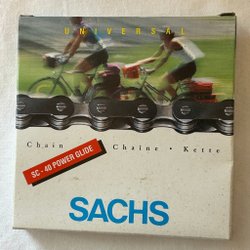 UNIVERSAL
Chain • Chaîne • Kette
SC - 40 POWER GLIDE
SACHS